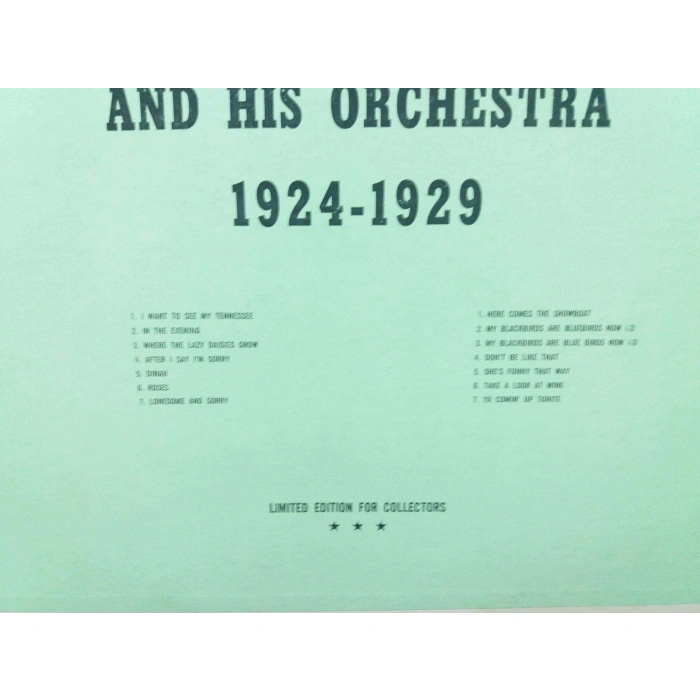 AND HIS ORCHESTRA
1924-1929
1. I WANT TO SEE MY TENNESSEE
2. IN THE EVENING
3. WHERE THE LAZY DAISIES GROW
4. AFTER I SAY I'M SORRY
5. DINAH
6. ROSES
7. LONESOME AND SORRY
1. HERE COMES THE SHOWBOAT
2. MY BLACKBIRDS ARE BLUEBIRDS NOW
3. MY BLACKBIRDS ARE BLUE BIRDS NOW
4. DON'T BE LIKE THAT
5. SHE'S FUNNY THAT WAY
6. TAKE A LOOK AT MINE
7. COMIN' UP
LIMITED EDITION FOR COLLECTORS
★ ★ ★